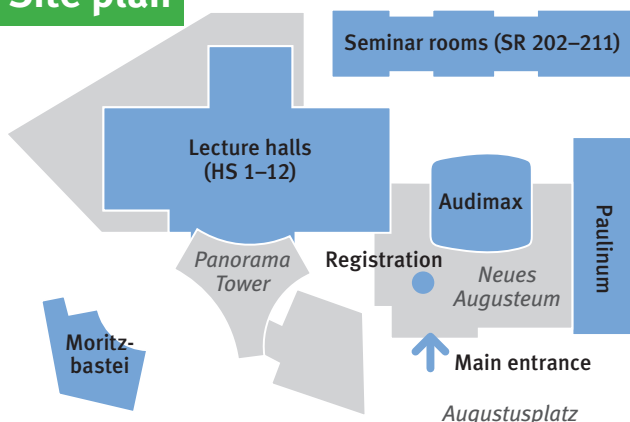 Site plan
Seminar rooms (SR 202–211)
Lecture halls
(HS 1–12)
Audimax
Paulinum
Panorama
Tower
Registration
Neues
Augusteum
Moritz-
bastei
Main entrance
Augustusplatz